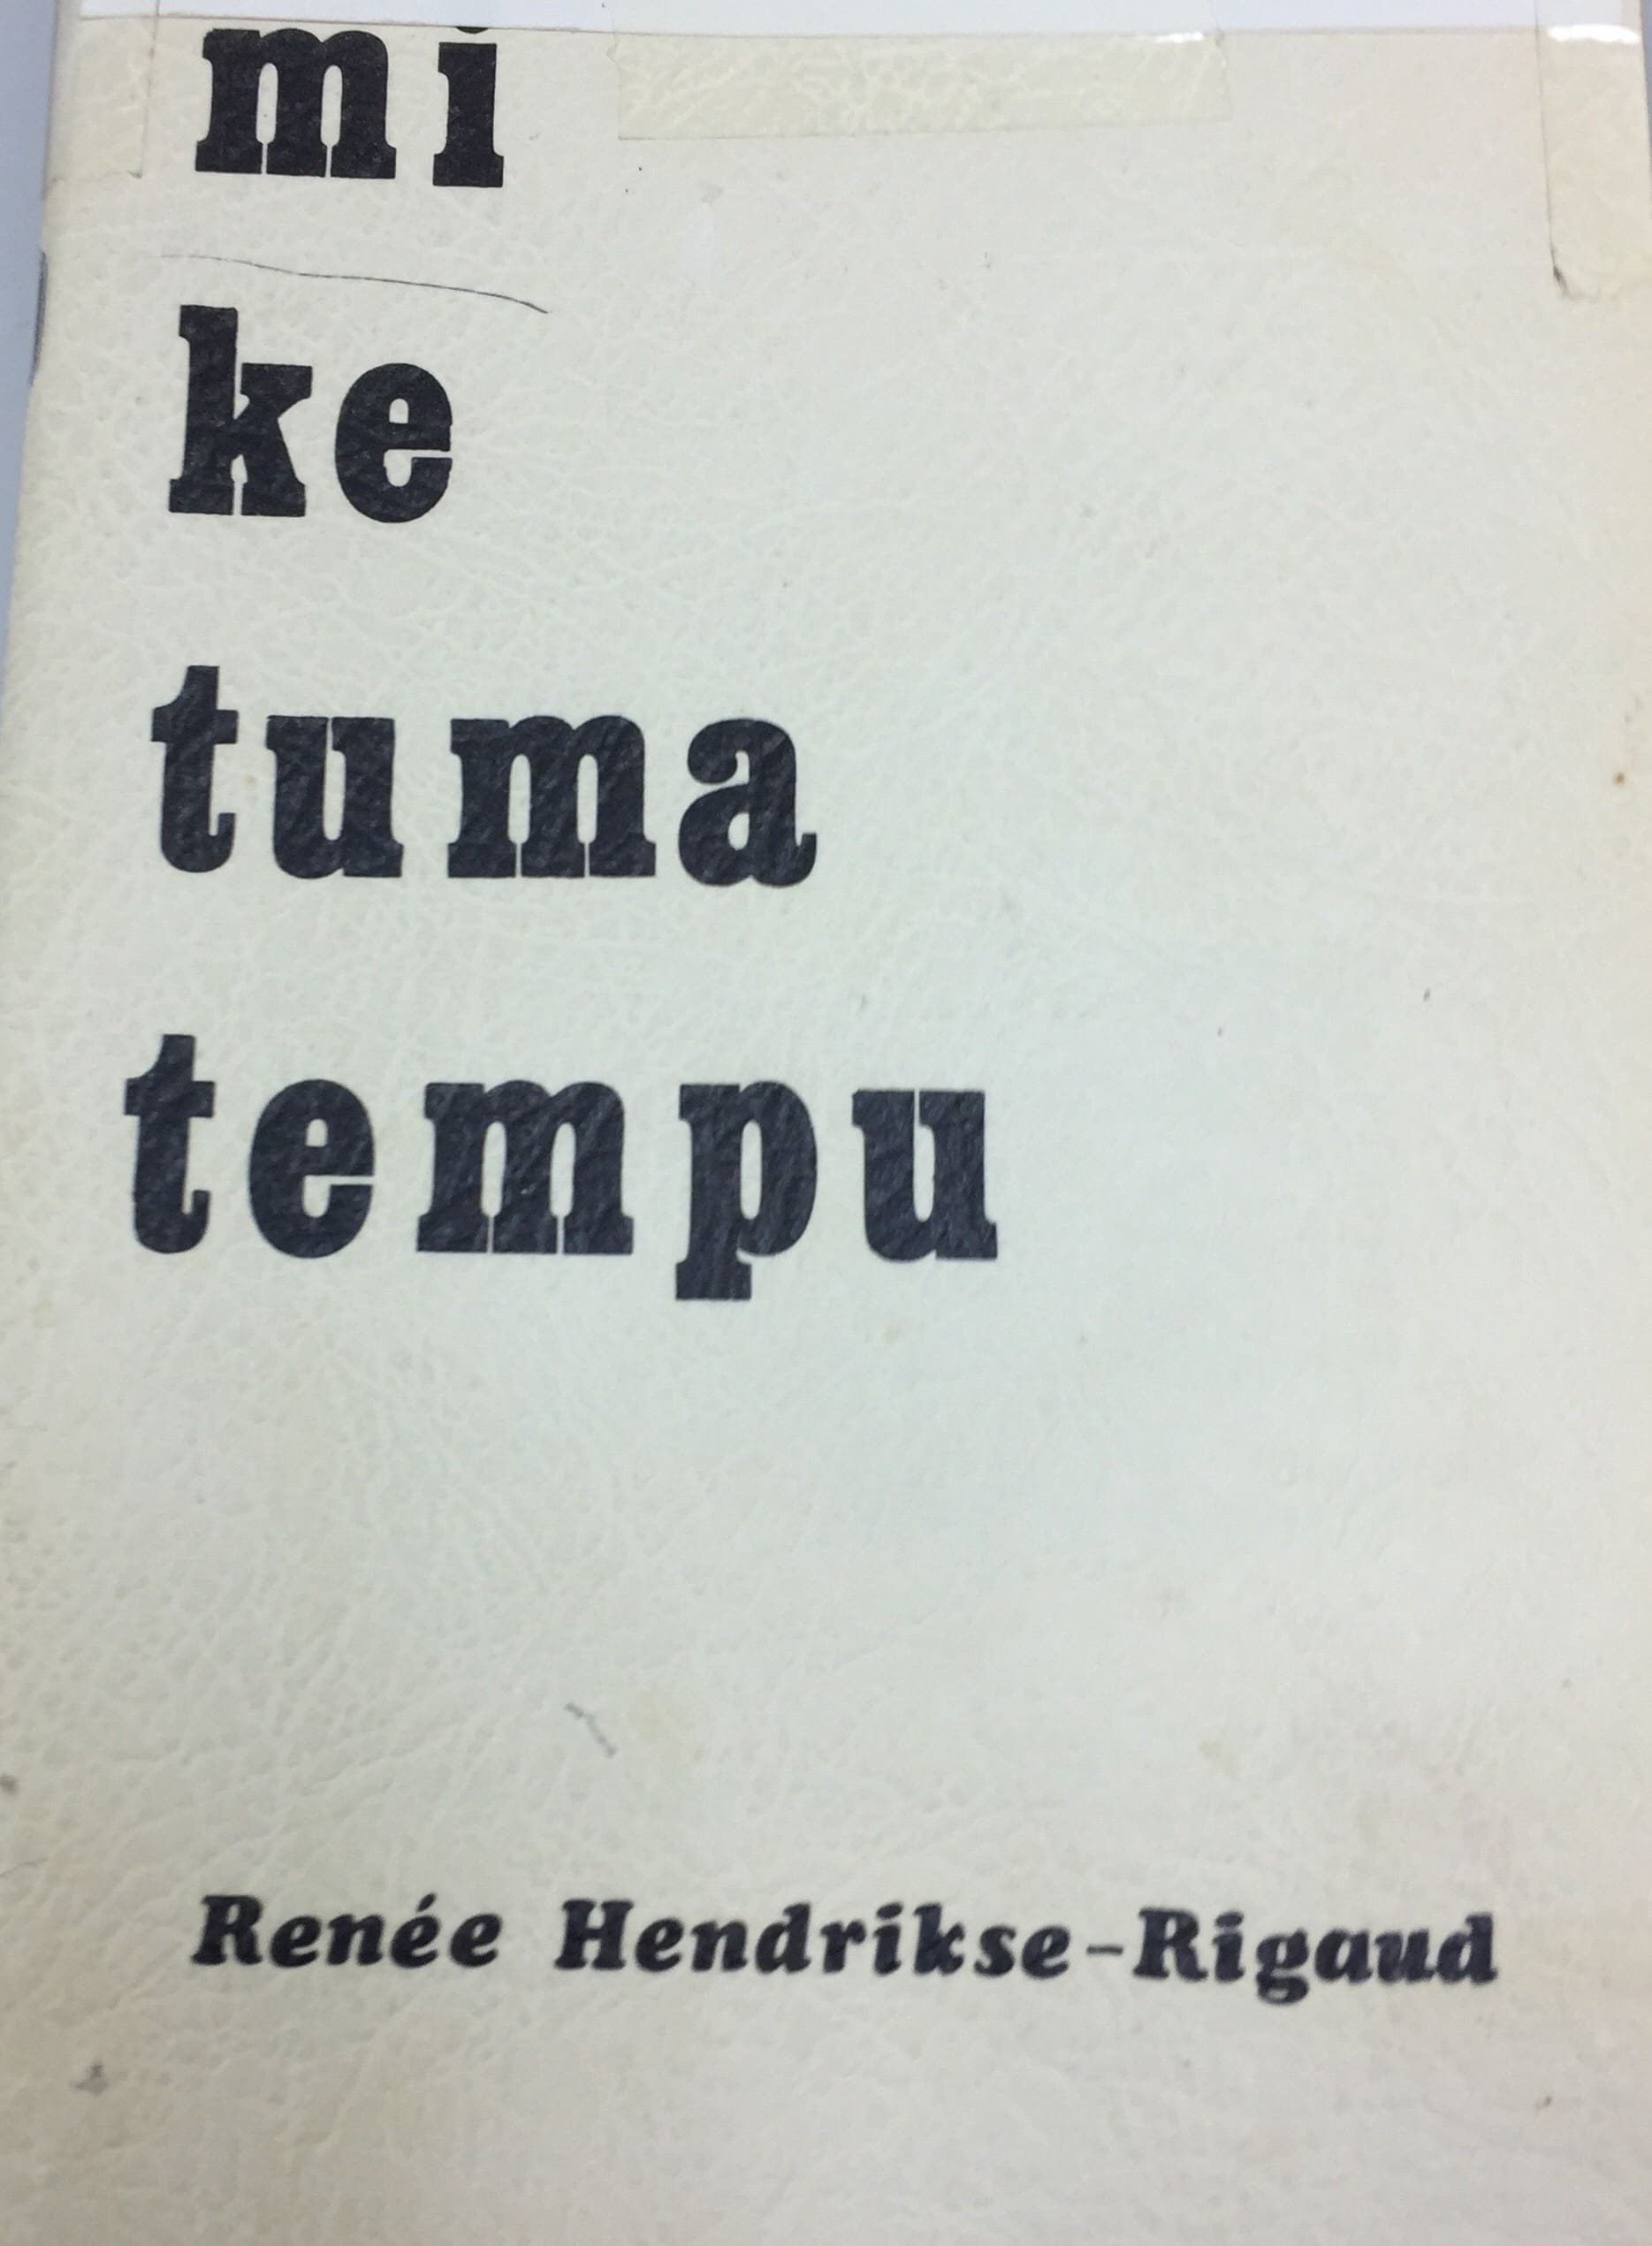 mi
ke
tuma
tempu
Renée Hendrikse-Rigaud